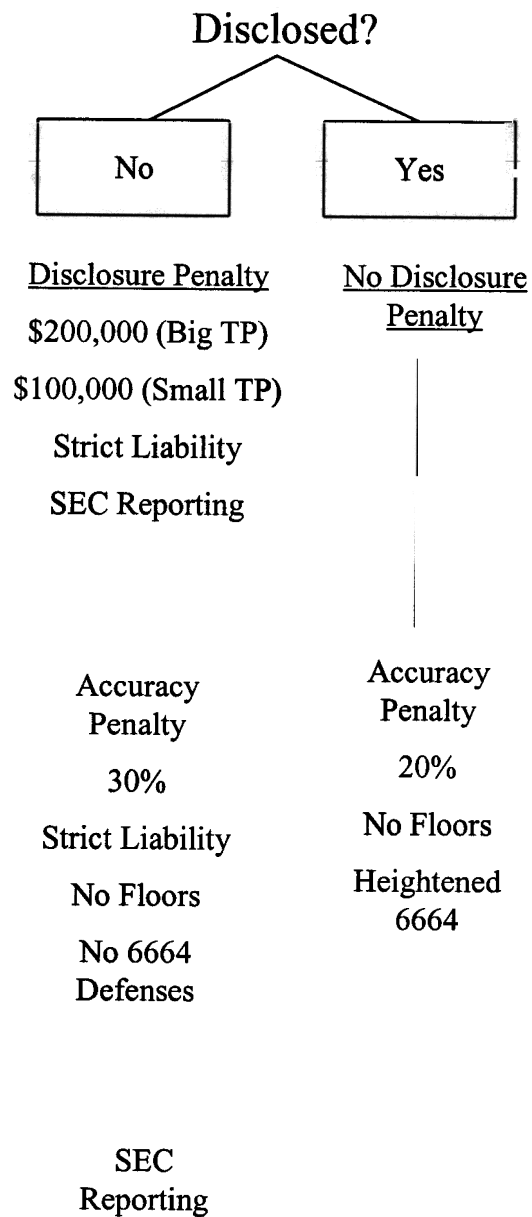 Disclosed?
No
Disclosure Penalty
$200,000 (Big TP)
$100,000 (Small TP)
Strict Liability
SEC Reporting
Accuracy
Penalty
30%
Strict Liability
No Floors
No 6664
Defenses
SEC
Reporting
Yes
No Disclosure
Penalty
Accuracy
Penalty
20%
No Floors
Heightened
6664